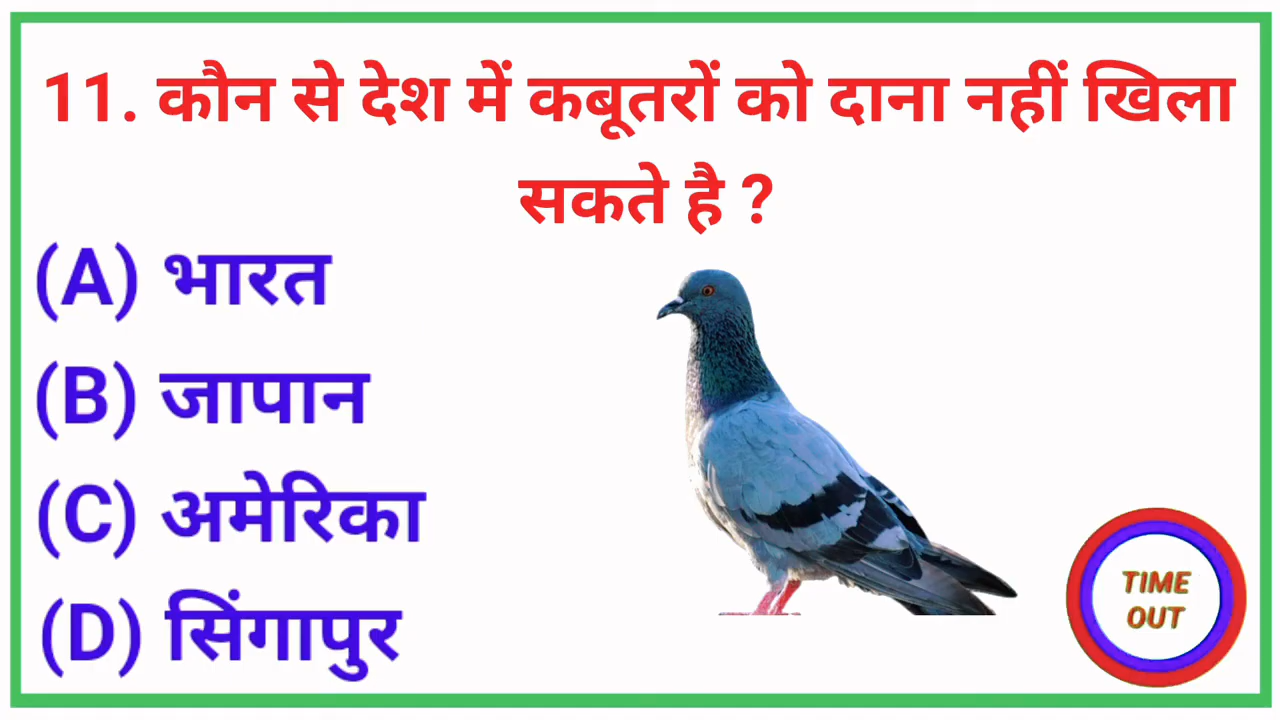 11. कौन से देश में कबूतरों को दाना नहीं खिला
सकते है ?
(A) भारत
(B) जापान
(C) अमेरिका
(D) सिंगापुर
TIME
OUT